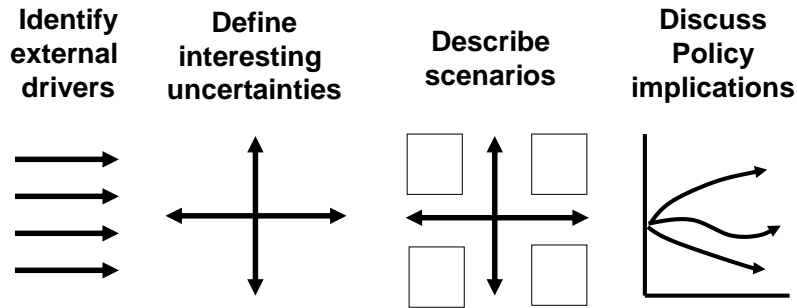 Identify
external
drivers
Define
interesting
uncertainties
Describe
scenarios
Discuss
Policy
implications